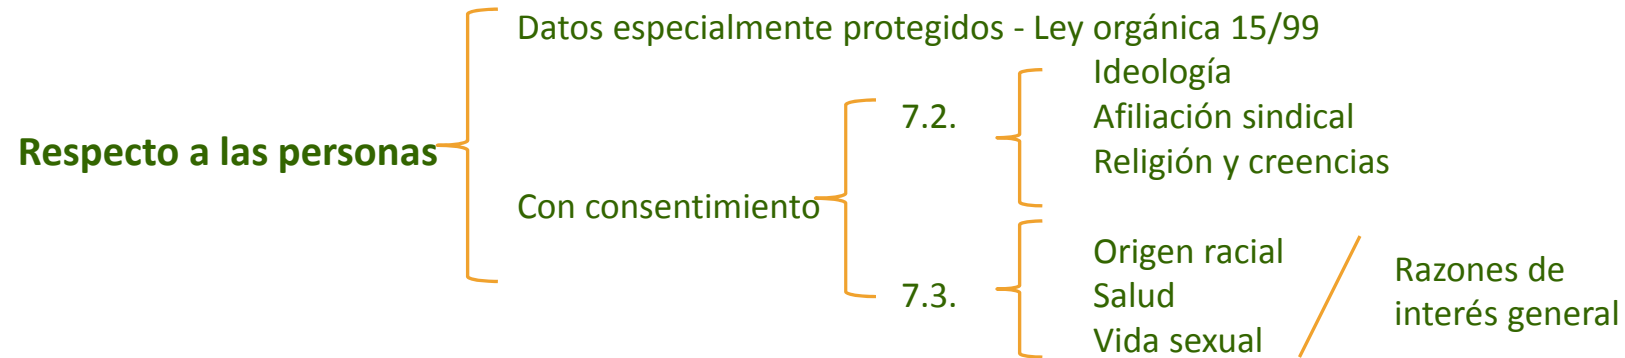 Datos especialmente protegidos - Ley orgánica 15/99
Respecto a las personas
Con consentimiento
7.2.
Ideología
Afiliación sindical
Religión y creencias
7.3.
Origen racial
Salud
Vida sexual
Razones de
interés general